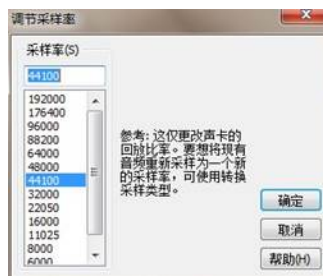 调节采样率
采样率(S)
44100
192000
176400
96000
88200
64000
48000
44100
32000
22050
16000
11025
8000
6000
参考: 这仅更改声卡的
回放比率。要想将现有
音频重新采样为一个新
的采样率, 可使用转换
采样类型。
确定
取消
帮助(H)